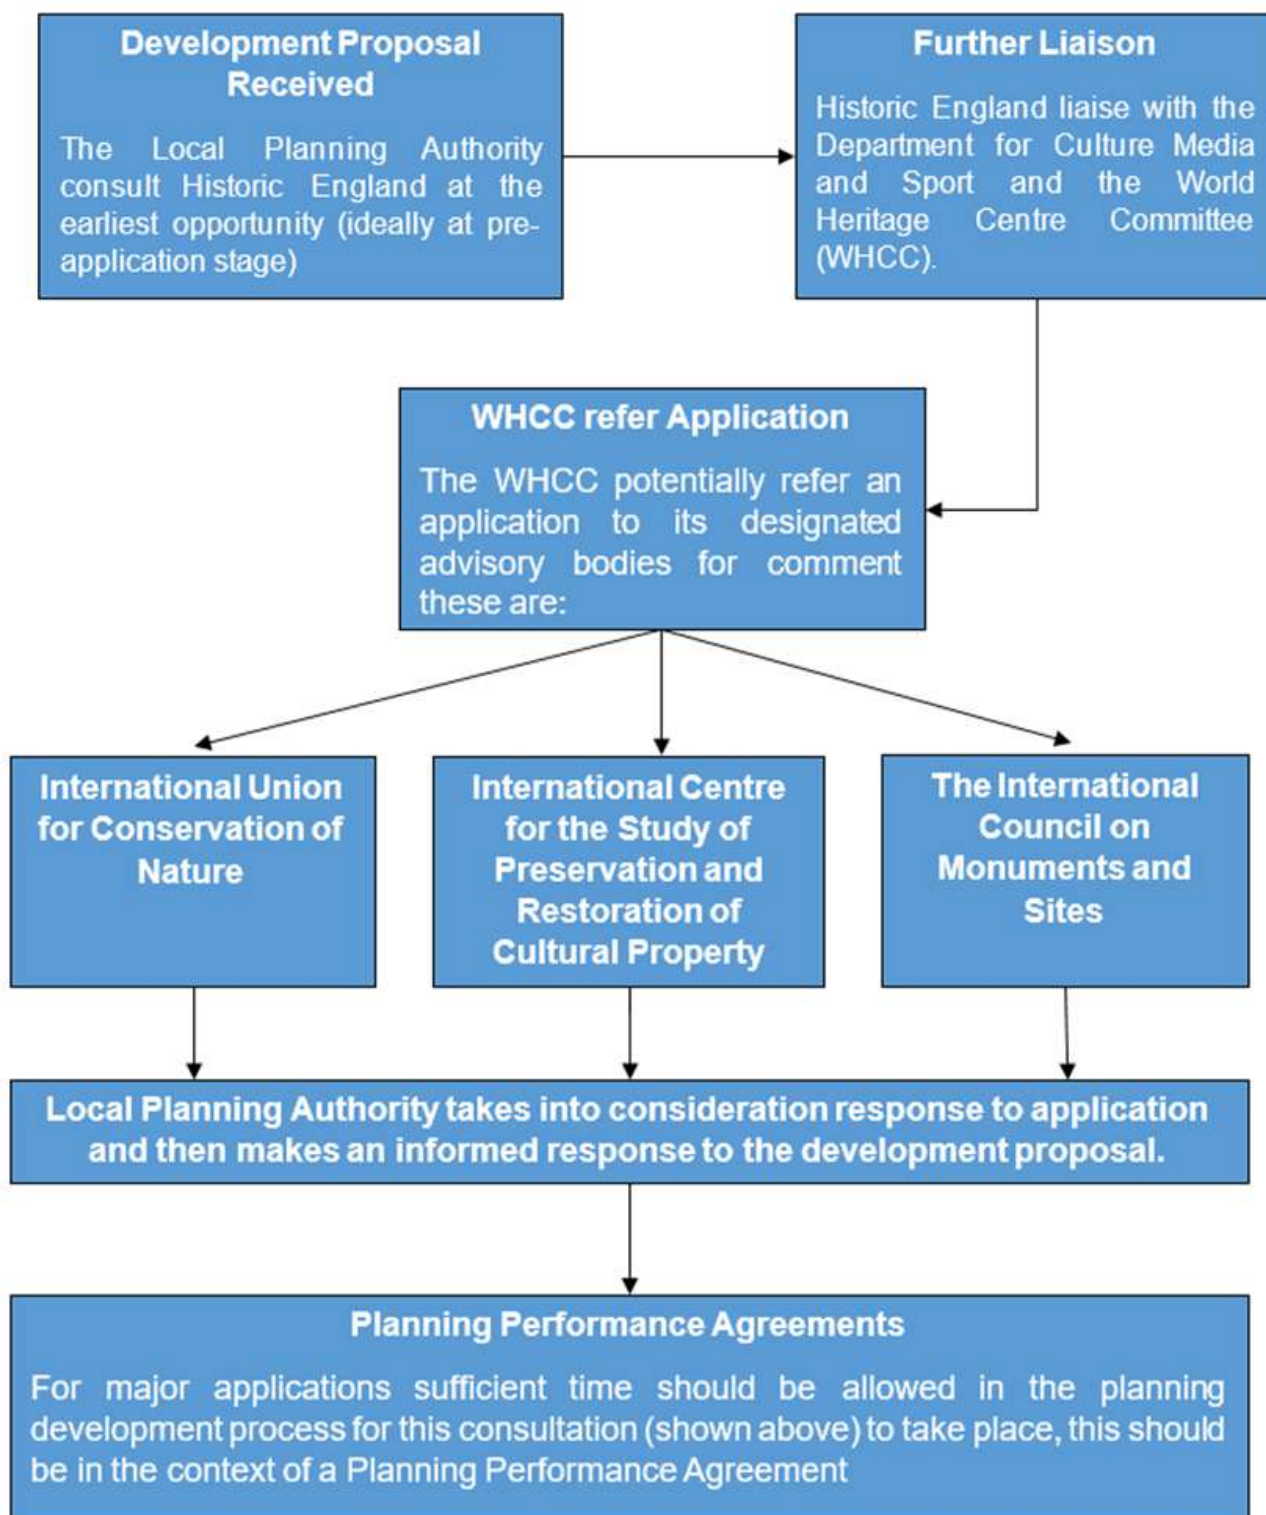 Development Proposal
Received
The Local Planning Authority
consult Historic England at the
earliest opportunity (ideally at pre-
application stage)
Further Liaison
Historic England liaise with the
Department for Culture Media
and Sport and the World
Heritage Centre Committee
(WHCC).
WHCC refer Application
The WHCC potentially refer an
application to its designated
advisory bodies for comment
these are:
International Union
for Conservation of
Nature
International Centre
for the Study of
Preservation and
Restoration of
Cultural Property
The International
Council on
Monuments and
Sites
Local Planning Authority takes into consideration response to application
and then makes an informed response to the development proposal.
Planning Performance Agreements
For major applications sufficient time should be allowed in the planning
development process for this consultation (shown above) to take place, this should
be in the context of a Planning Performance Agreement